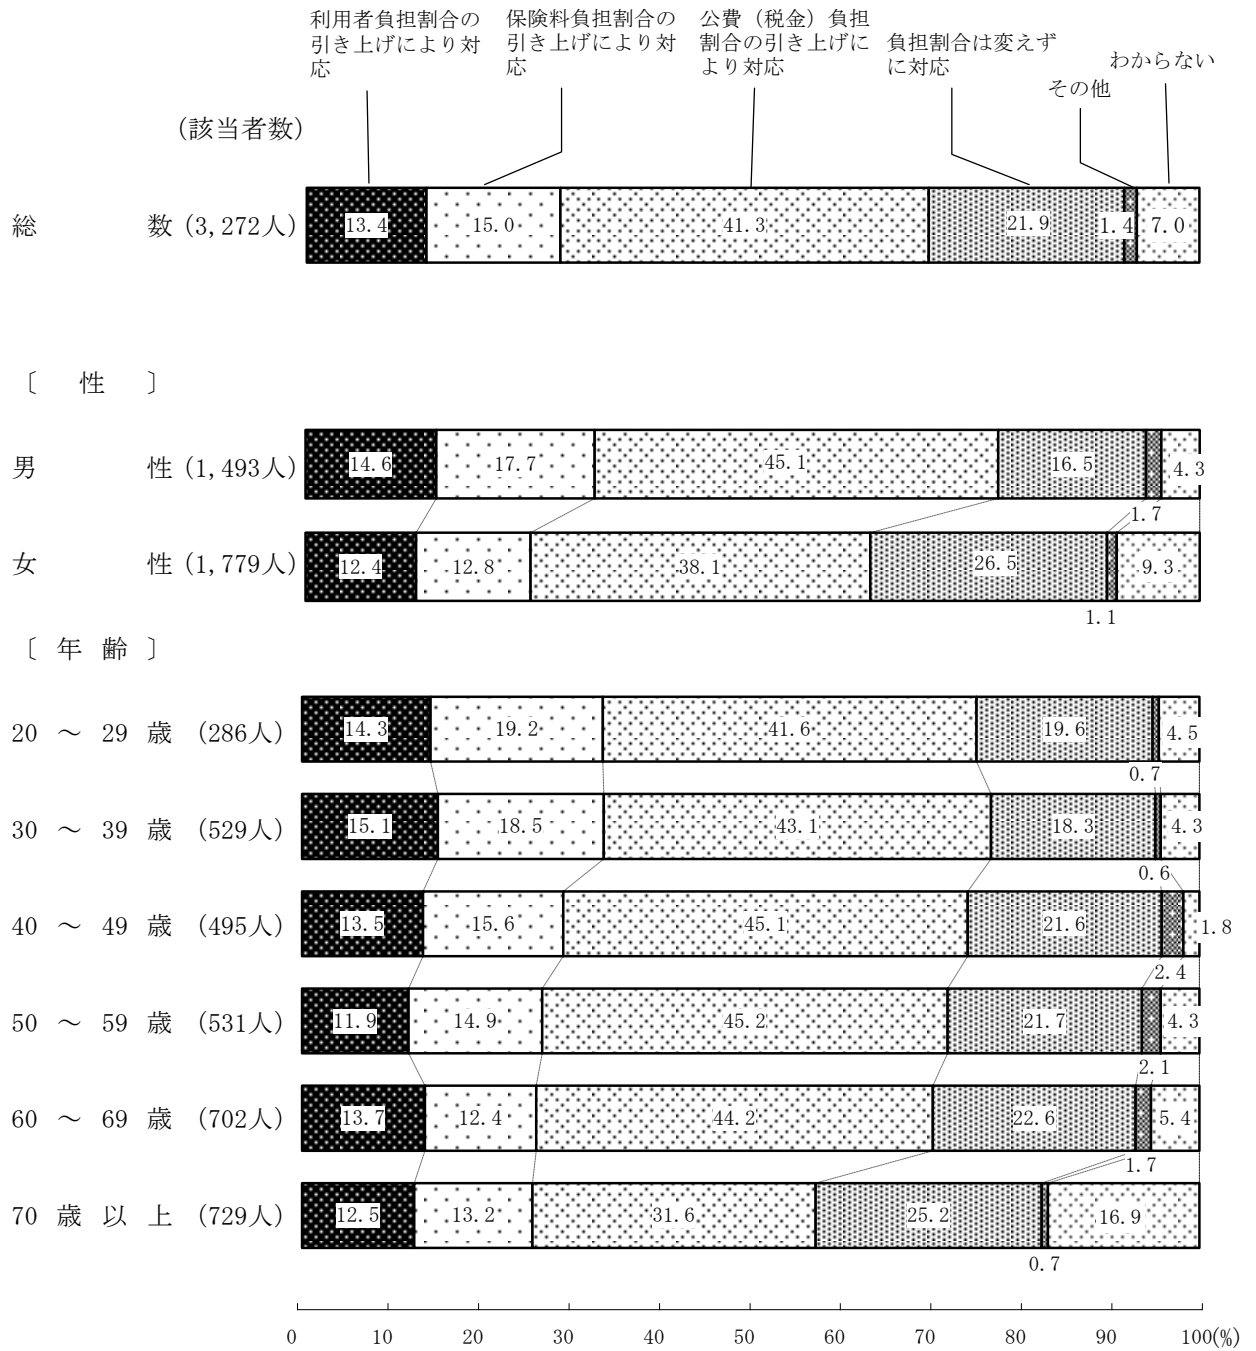 利用者負担割合の
引き上げにより対
応
保険料負担割合の
引き上げにより対
応
公費（税金）負担
割合の引き上げに
より対応
負担割合は変えず
に対応
その他
わからない
(該当者数)
総 数 (3,272人) 13.4 15.0 41.3 21.9 1.4 7.0
〔 性 〕
男 性 (1,493人) 14.6 17.7 45.1 16.5 4.3
1.7
女 性 (1,779人) 12.4 12.8 38.1 26.5 9.3
1.1
〔 年 齢 〕
20 ～ 29 歳 (286人) 14.3 19.2 41.6 19.6 4.5
0.7
30 ～ 39 歳 (529人) 15.1 18.5 43.1 18.3 4.3
0.6
40 ～ 49 歳 (495人) 13.5 15.6 45.1 21.6 1.8
2.4
50 ～ 59 歳 (531人) 11.9 14.9 45.2 21.7 4.3
2.1
60 ～ 69 歳 (702人) 13.7 12.4 44.2 22.6 5.4
1.7
70 歳 以 上 (729人) 12.5 13.2 31.6 25.2 16.9
0.7
0 10 20 30 40 50 60 70 80 90 100(%)